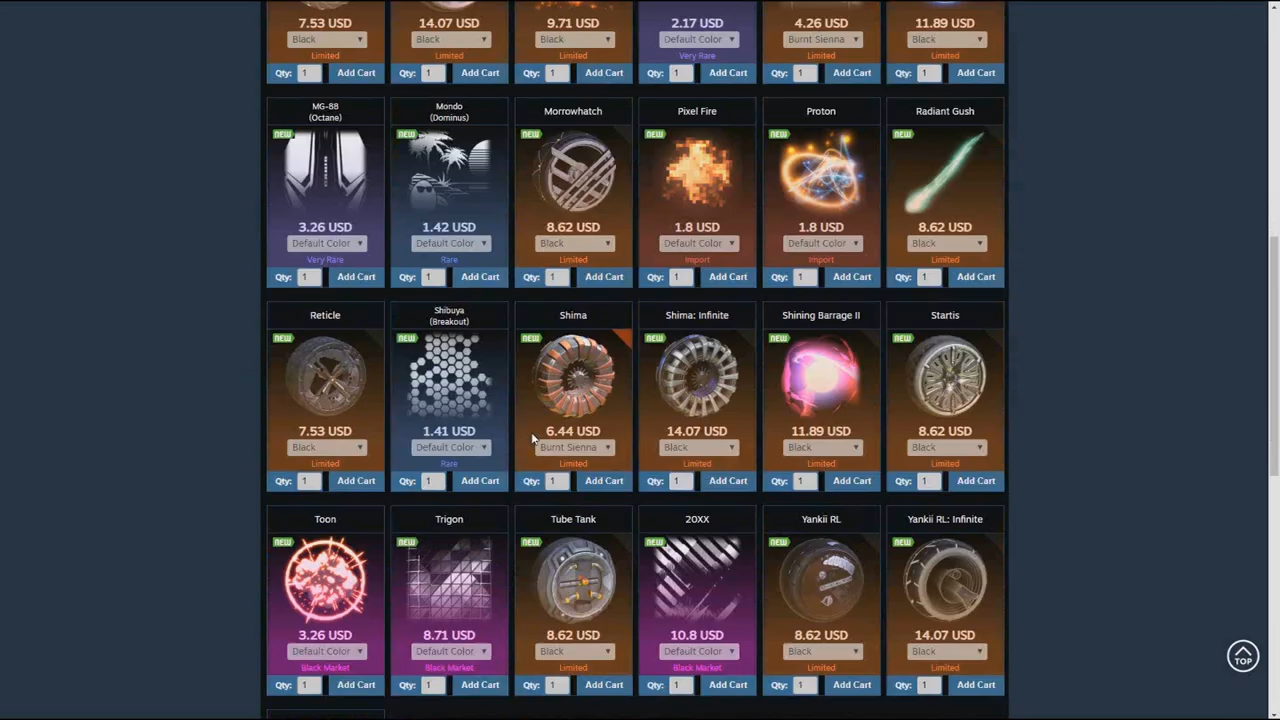 7.53 USD
14.07 USD
9.71 USD
2.17 USD
4.26 USD
11.89 USD
Black
Black
Black
Default Color
Burnt Sienna
Black
Limited
Limited
Limited
Very Rare
Limited
Limited
Qty: 1 Add Cart
Qty: 1 Add Cart
Qty: 1 Add Cart
Qty: 1 Add Cart
Qty: 1 Add Cart
Qty: 1 Add Cart
MG-88
(Octane)
Mondo
(Dominus)
Morrowhatch
Pixel Fire
Proton
Radiant Gush
NEW
NEW
NEW
NEW
NEW
NEW
3.26 USD
1.42 USD
8.62 USD
1.8 USD
1.8 USD
8.62 USD
Default Color
Default Color
Black
Default Color
Default Color
Black
Very Rare
Rare
Limited
Import
Import
Limited
Qty: 1 Add Cart
Qty: 1 Add Cart
Qty: 1 Add Cart
Qty: 1 Add Cart
Qty: 1 Add Cart
Qty: 1 Add Cart
Reticle
Shibuya
(Breakout)
Shima
Shima: Infinite
Shining Barrage II
Startis
NEW
NEW
NEW
NEW
NEW
NEW
7.53 USD
1.41 USD
6.44 USD
14.07 USD
11.89 USD
8.62 USD
Black
Default Color
Burnt Sienna
Black
Black
Black
Limited
Rare
Limited
Limited
Limited
Limited
Qty: 1 Add Cart
Qty: 1 Add Cart
Qty: 1 Add Cart
Qty: 1 Add Cart
Qty: 1 Add Cart
Qty: 1 Add Cart
Toon
Trigon
Tube Tank
20XX
Yankii RL
Yankii RL: Infinite
NEW
NEW
NEW
NEW
NEW
NEW
3.26 USD
8.71 USD
8.62 USD
10.8 USD
8.62 USD
14.07 USD
Default Color
Default Color
Black
Default Color
Black
Black
Black Market
Black Market
Limited
Black Market
Limited
Limited
Qty: 1 Add Cart
Qty: 1 Add Cart
Qty: 1 Add Cart
Qty: 1 Add Cart
Qty: 1 Add Cart
Qty: 1 Add Cart
TOP